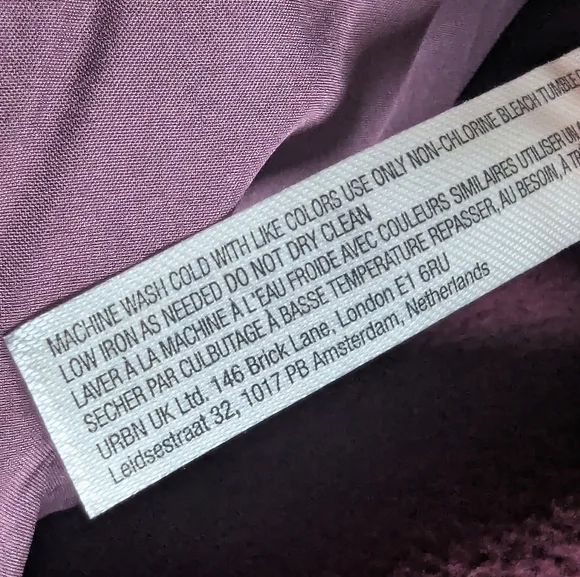 MACHINE WASH COLD WITH LIKE COLORS USE ONLY NON-CHLORINE BLEACH TUMBLE
LOW IRON AS NEEDED DO NOT DRY CLEAN
LAVER À LA MACHINE À L'EAU FROIDE AVEC COULEURS SIMILAIRES UTILISER UN
SECHER PAR CULBUTAGE À BASSE TEMPERATURE REPASSER, AU BESOIN, À
URBN UK Ltd. 146 Brick Lane, London E1 6RU
Leidsestraat 32, 1017 PB Amsterdam, Netherlands